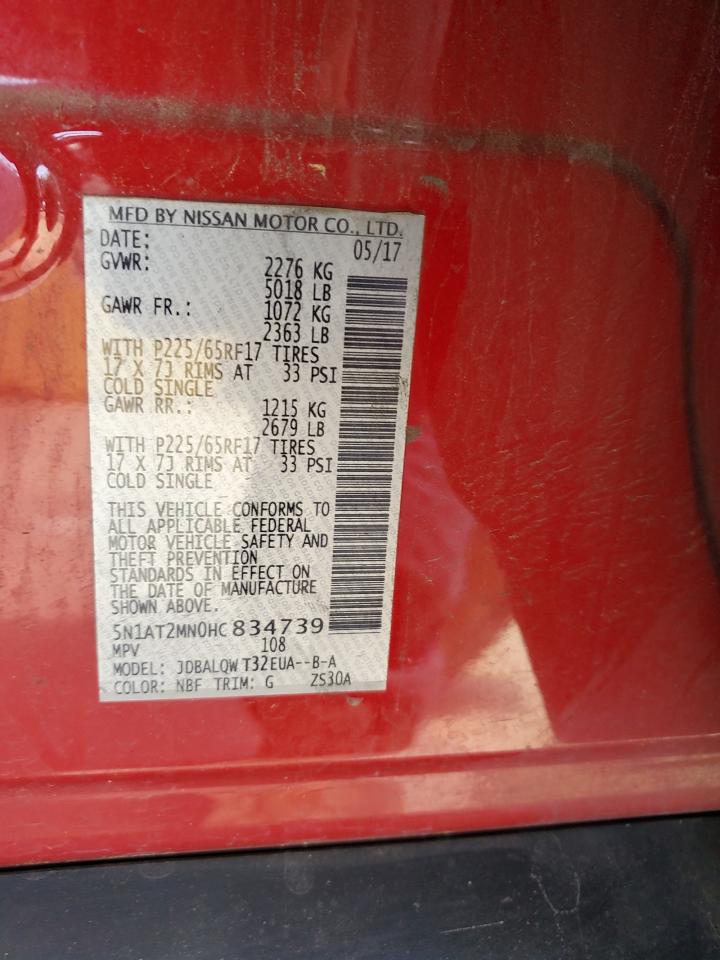 MFD BY NISSAN MOTOR CO., LTD.
DATE: 05/17
GVWR: 2276 KG
5018 LB
GAWR FR.: 1072 KG
2363 LB
WITH P225/65RF17 TIRES
17 X 7J RIMS AT 33 PSI
COLD SINGLE
GAWR RR.: 1215 KG
2679 LB
WITH P225/65RF17 TIRES
17 X 7J RIMS AT 33 PSI
COLD SINGLE
THIS VEHICLE CONFORMS TO
ALL APPLICABLE FEDERAL
MOTOR VEHICLE SAFETY AND
THEFT PREVENTION
STANDARDS IN EFFECT ON
THE DATE OF MANUFACTURE
SHOWN ABOVE.
5N1AT2MN0HC834739
MPV 108
MODEL: JDBALQWT32EUA--B-A
COLOR: NBF TRIM: G ZS30A